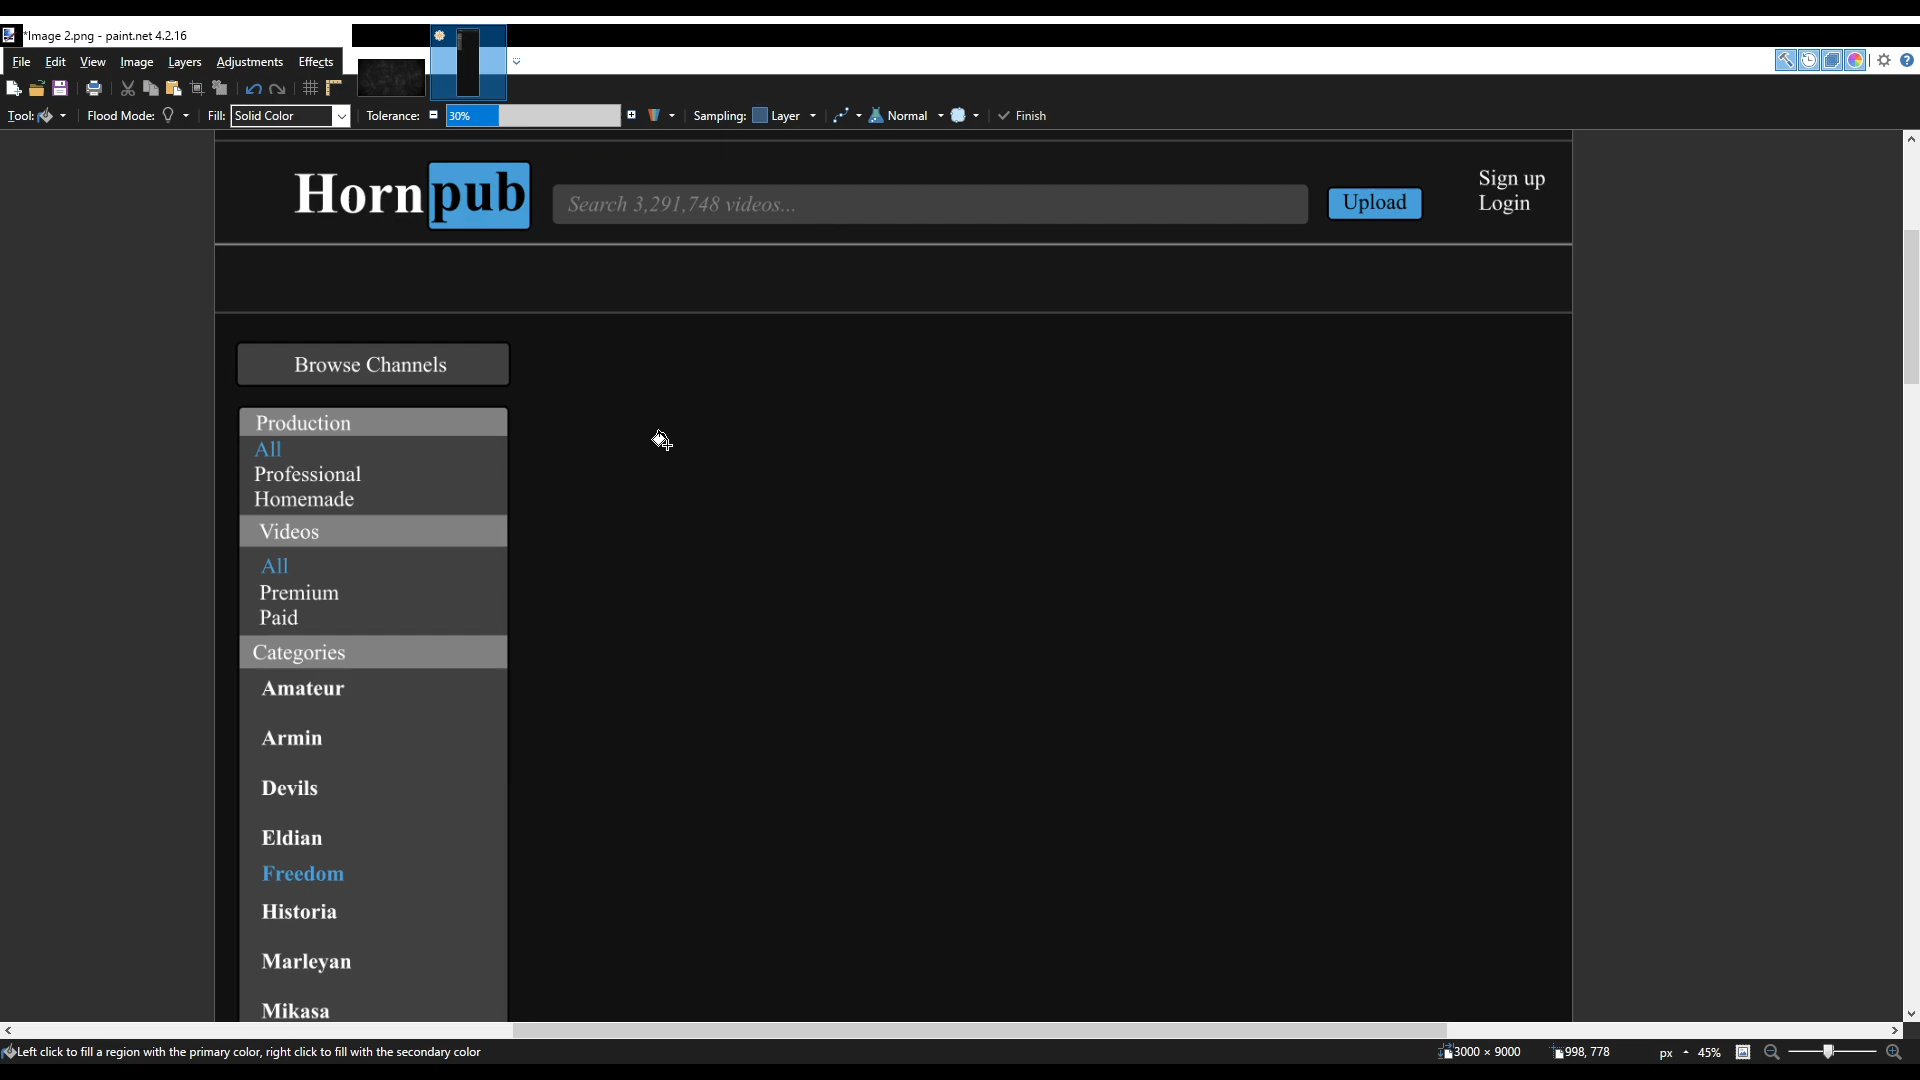 *Image 2.png - paint.net 4.2.16
File Edit View Image Layers Adjustments Effects
Tool: Flood Mode: Fill: Solid Color Tolerance: 30% Sampling: Layer Normal Finish
Hornpub Search 3,291,748 videos... Upload
Sign up
Login
Browse Channels
Production
All
Professional
Homemade
Videos
All
Premium
Paid
Categories
Amateur
Armin
Devils
Eldian
Freedom
Historia
Marleyan
Mikasa
Left click to fill a region with the primary color, right click to fill with the secondary color 3000 × 9000 998, 778 px 45%